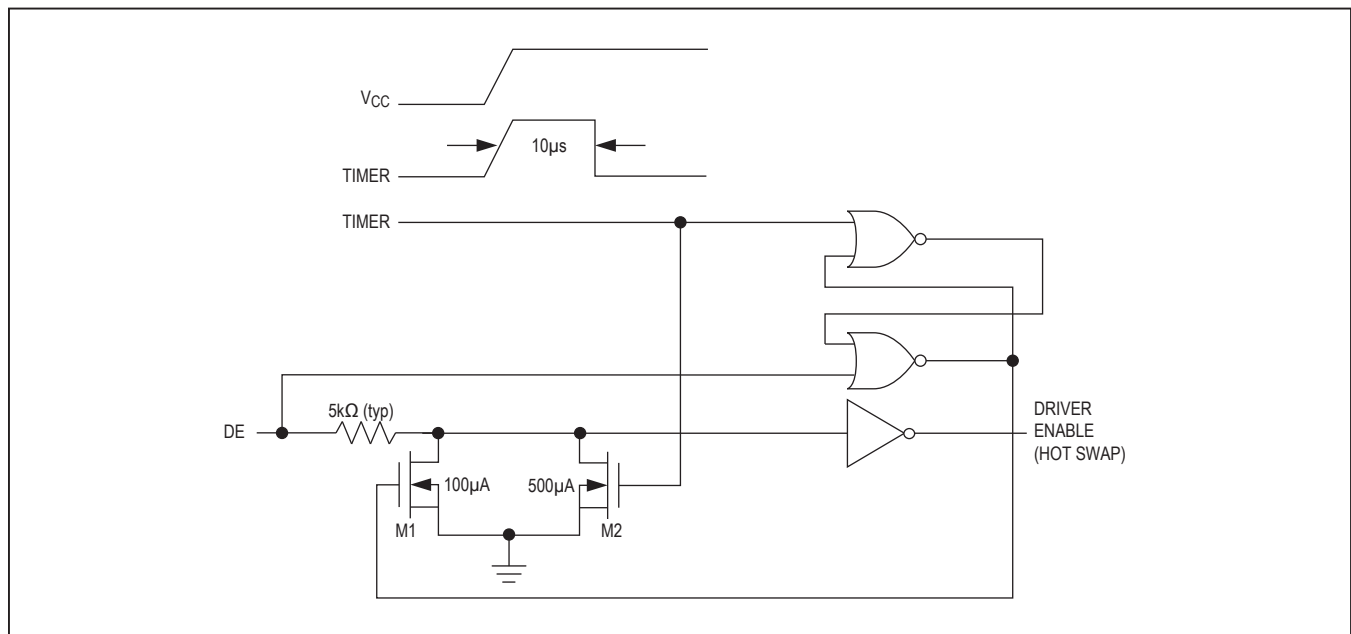 VCC
10µs
TIMER
TIMER
5kΩ (typ)
DE
DRIVER
ENABLE
(HOT SWAP)
100µA
500µA
M1
M2